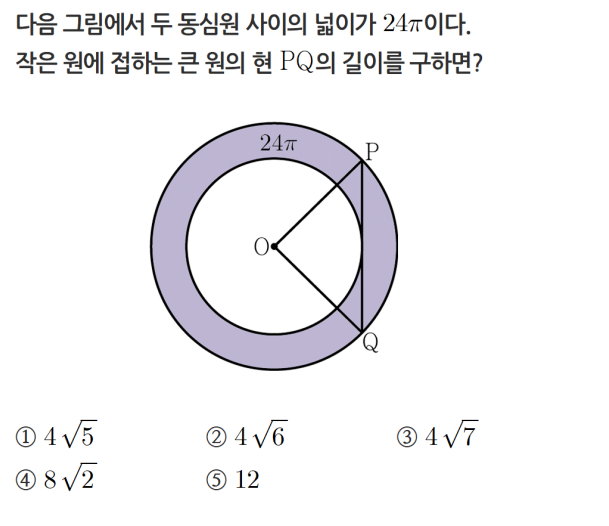 다음 그림에서 두 동심원 사이의 넓이가 24π이다.
작은 원에 접하는 큰 원의 현 PQ의 길이를 구하면?
24π
P
O
Q
① 4√5 ② 4√6 ③ 4√7
④ 8√2 ⑤ 12